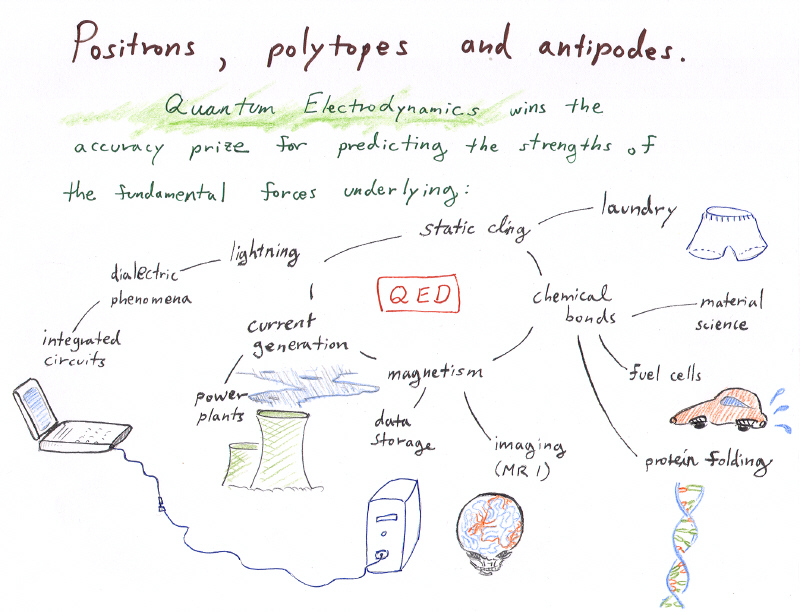 Positrons, polytopes and antipodes.
Quantum Electrodynamics wins the
accuracy prize for predicting the strengths of
the fundamental forces underlying:
static cling
laundry
lightning
dialectric
phenomena
integrated
circuits
QED
chemical
bonds
material
science
current
generation
magnetism
fuel cells
power
plants
data
storage
imaging
(MRI)
protein folding